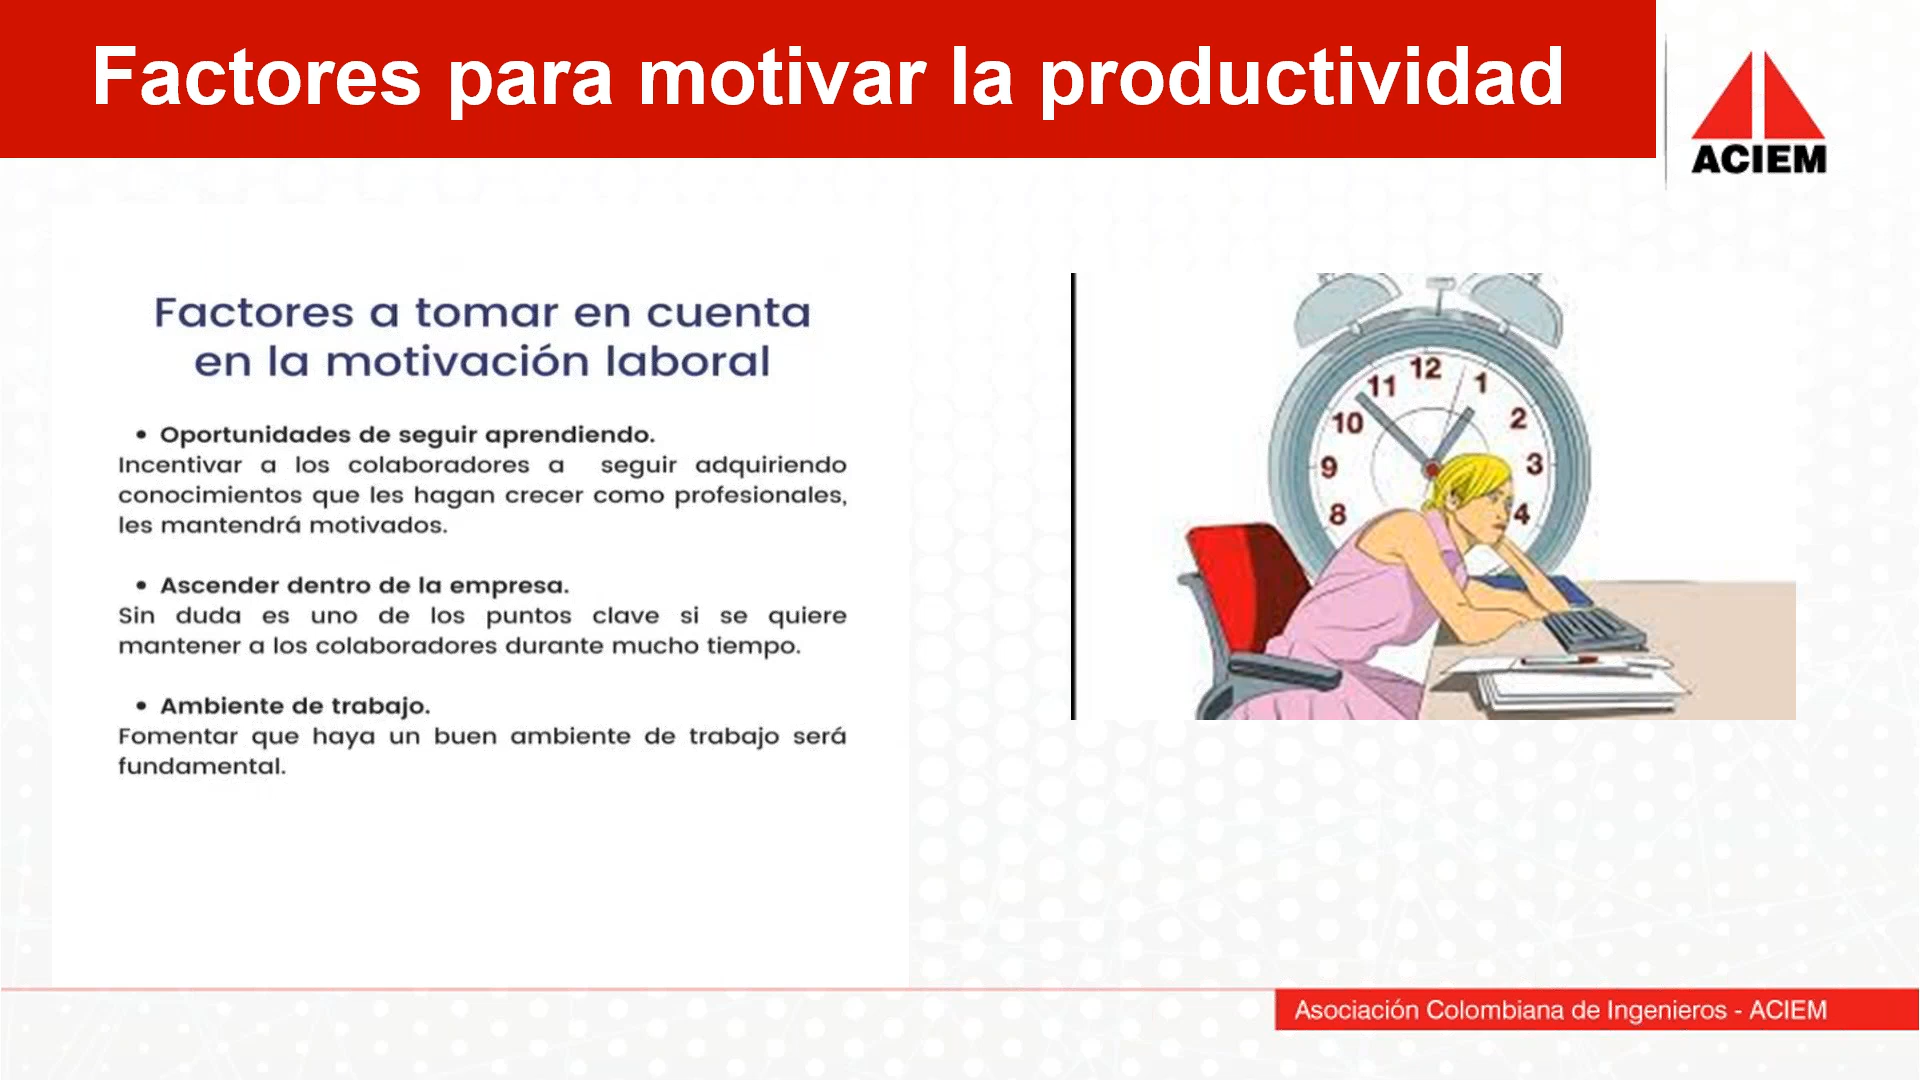 Factores para motivar la productividad
ACIEM
Factores a tomar en cuenta
en la motivación laboral
• Oportunidades de seguir aprendiendo.
Incentivar a los colaboradores a seguir adquiriendo
conocimientos que les hagan crecer como profesionales,
les mantendrá motivados.
• Ascender dentro de la empresa.
Sin duda es uno de los puntos clave si se quiere
mantener a los colaboradores durante mucho tiempo.
• Ambiente de trabajo.
Fomentar que haya un buen ambiente de trabajo será
fundamental.
12
11
1
10
2
9
3
8
4
Asociación Colombiana de Ingenieros - ACIEM